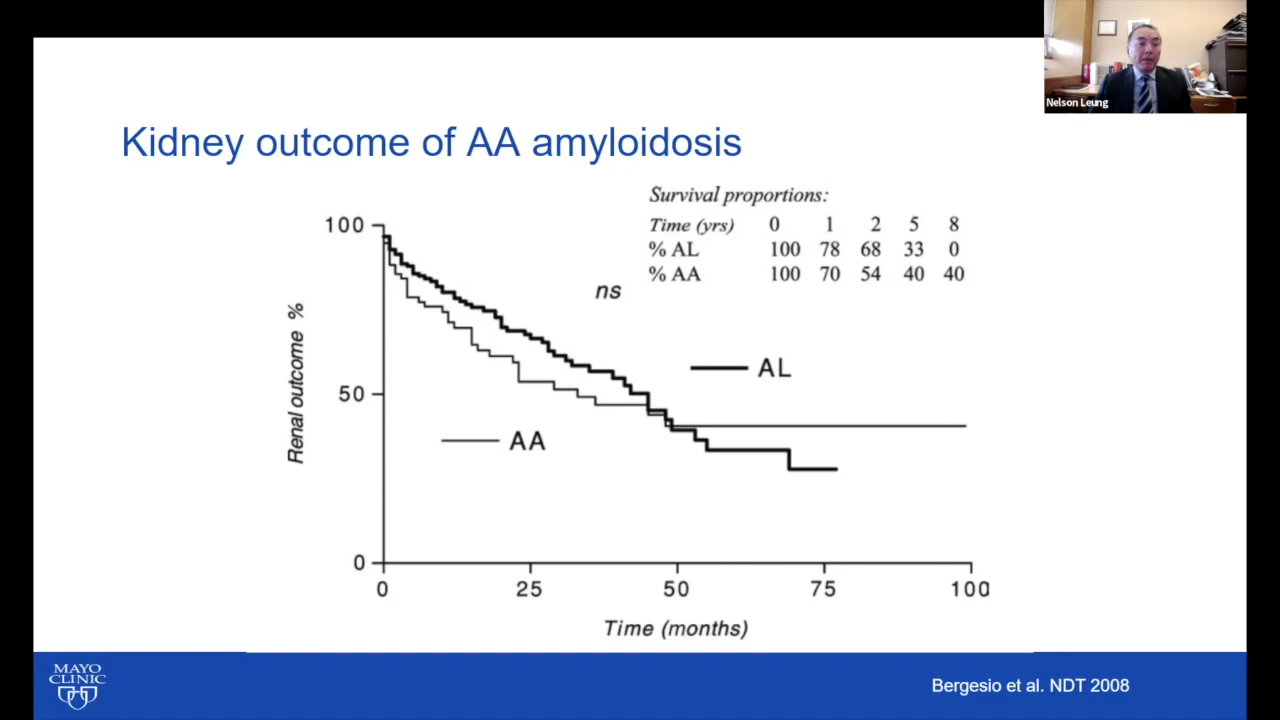 Nelson Leung
Kidney outcome of AA amyloidosis
Survival proportions:
Time (yrs) 0 1 2 5 8
% AL 100 78 68 33 0
% AA 100 70 54 40 40
ns
AL
AA
Renal outcome %
100
50
0
0 25 50 75 100
Time (months)
MAYO
CLINIC
Bergesio et al. NDT 2008